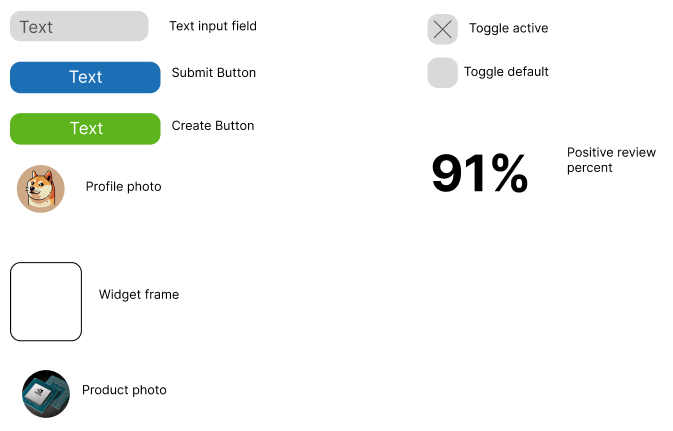 Text
Text input field
Text
Submit Button
Text
Create Button
Profile photo
Widget frame
Product photo
Toggle active
Toggle default
91%
Positive review
percent